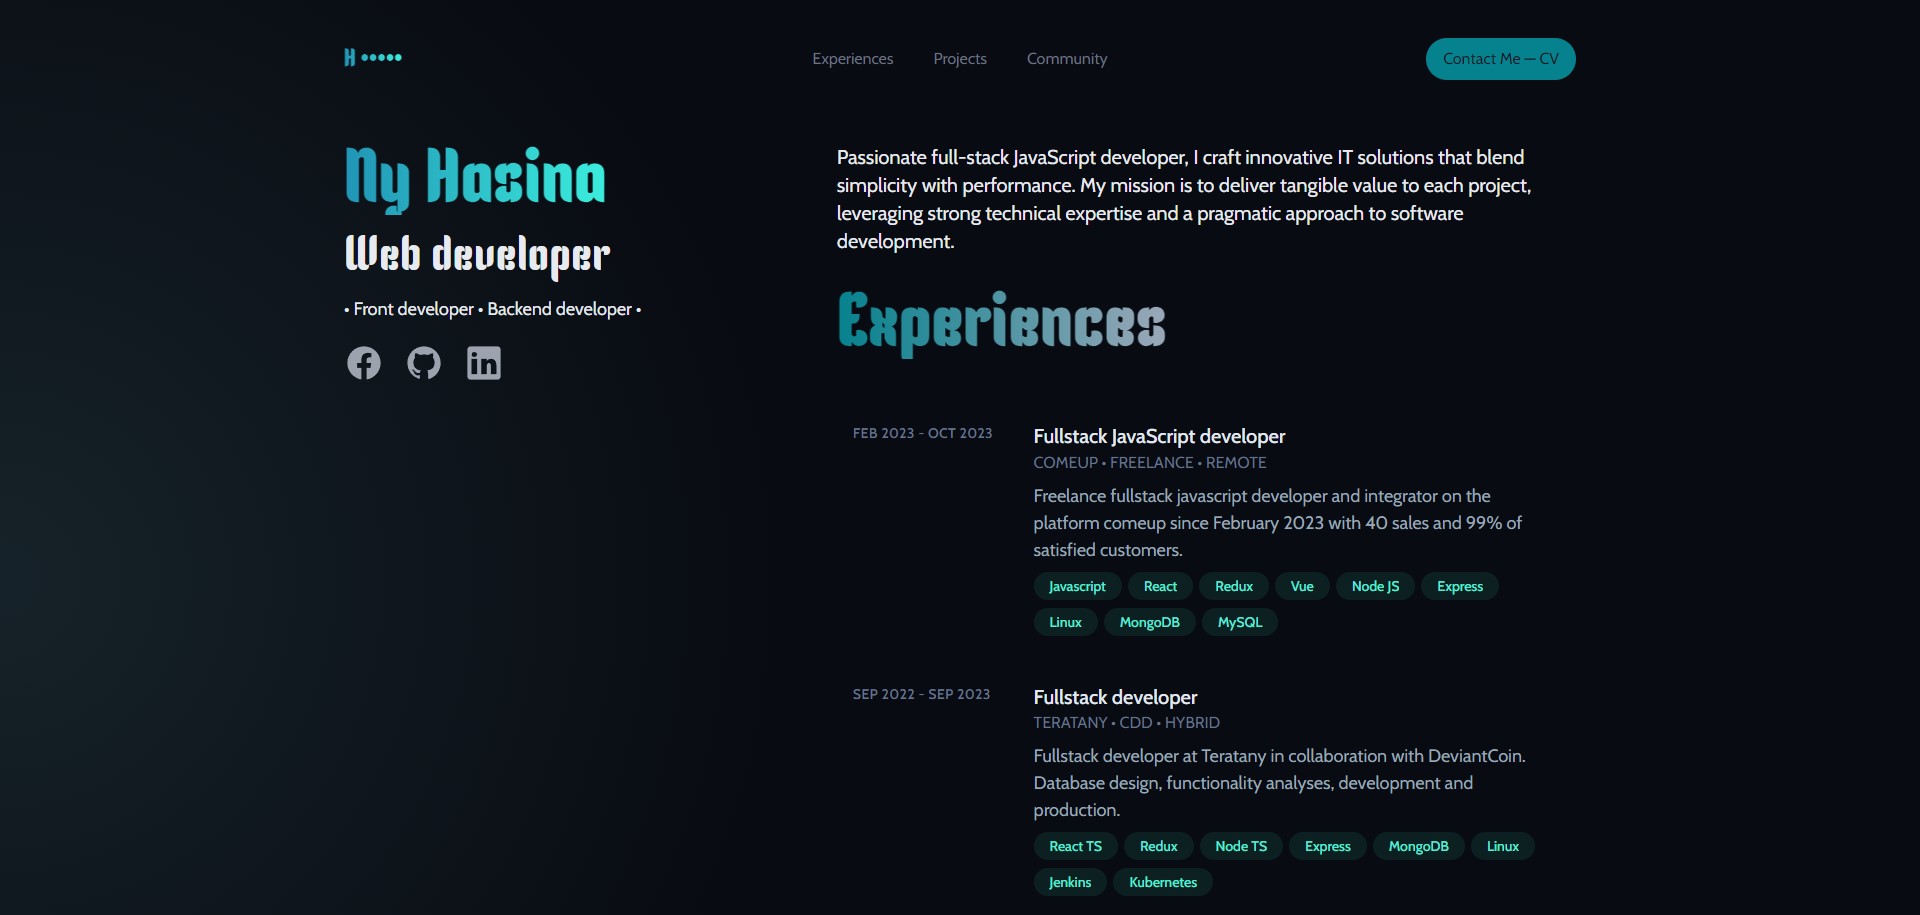 H •••••
Experiences
Projects
Community
Contact Me — CV
Ny Hasina
Web developer
• Front developer • Backend developer •
Passionate full-stack JavaScript developer, I craft innovative IT solutions that blend
simplicity with performance. My mission is to deliver tangible value to each project,
leveraging strong technical expertise and a pragmatic approach to software
development.
Experiences
FEB 2023 - OCT 2023
Fullstack JavaScript developer
COMEUP • FREELANCE • REMOTE
Freelance fullstack javascript developer and integrator on the
platform comeup since February 2023 with 40 sales and 99% of
satisfied customers.
Javascript React Redux Vue Node JS Express
Linux MongoDB MySQL
SEP 2022 - SEP 2023
Fullstack developer
TERATANY • CDD • HYBRID
Fullstack developer at Teratany in collaboration with DeviantCoin.
Database design, functionality analyses, development and
production.
React TS Redux Node TS Express MongoDB Linux
Jenkins Kubernetes